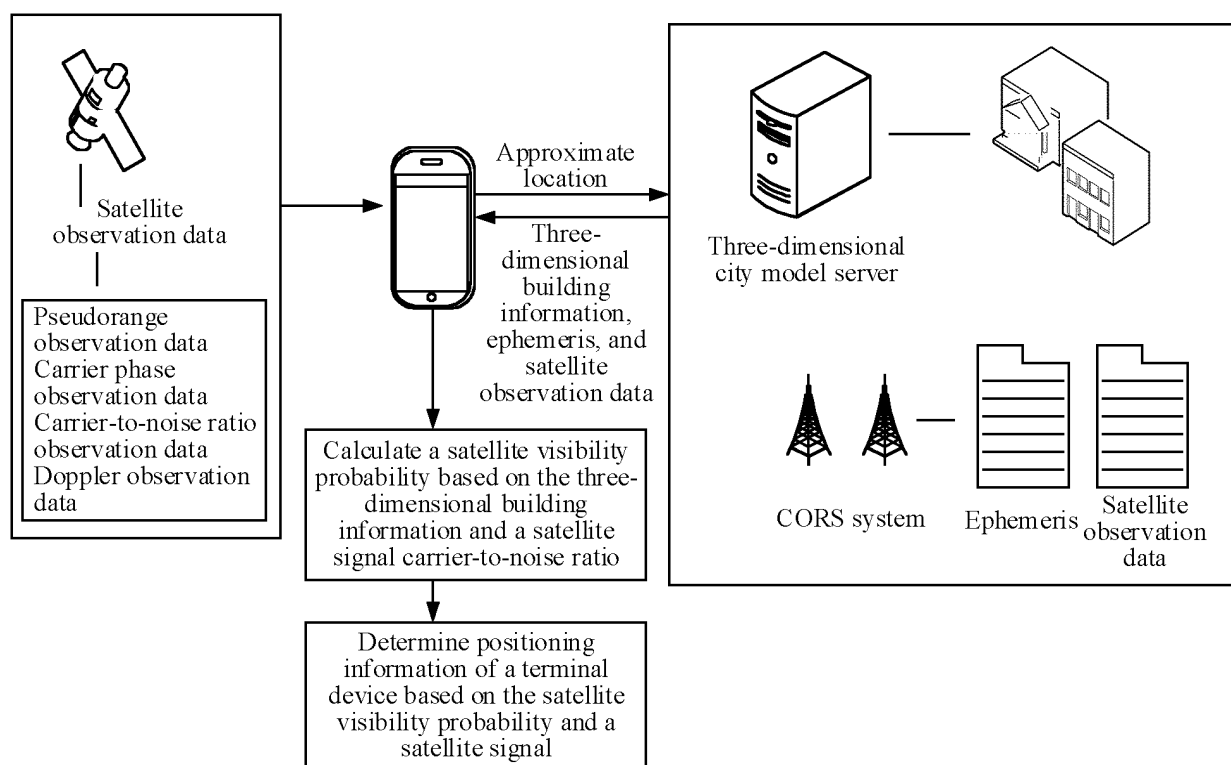 Satellite
observation data
Pseudorange
observation data
Carrier phase
observation data
Carrier-to-noise ratio
observation data
Doppler observation
data
Approximate
location
Three-
dimensional
building
information,
ephemeris, and
satellite
observation data
Calculate a satellite visibility
probability based on the three-
dimensional building
information and a satellite
signal carrier-to-noise ratio
Determine positioning
information of a terminal
device based on the satellite
visibility probability and a
satellite signal
Three-dimensional
city model server
CORS system
Ephemeris
Satellite
observation
data